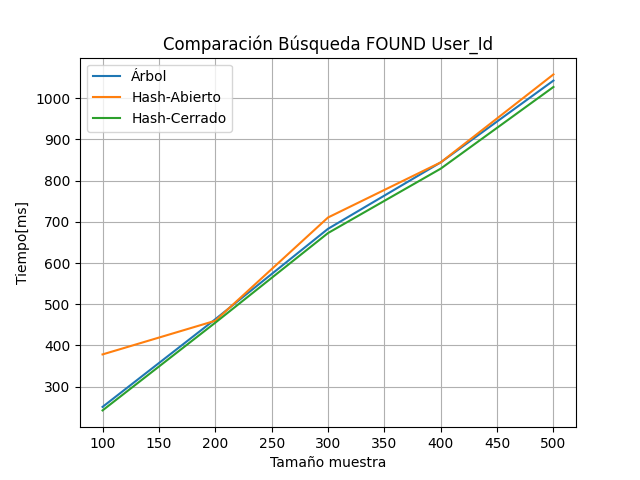 Comparación Búsqueda FOUND User_Id
Árbol
Hash-Abierto
Hash-Cerrado
Tiempo[ms]
1000
900
800
700
600
500
400
300
100 150 200 250 300 350 400 450 500
Tamaño muestra